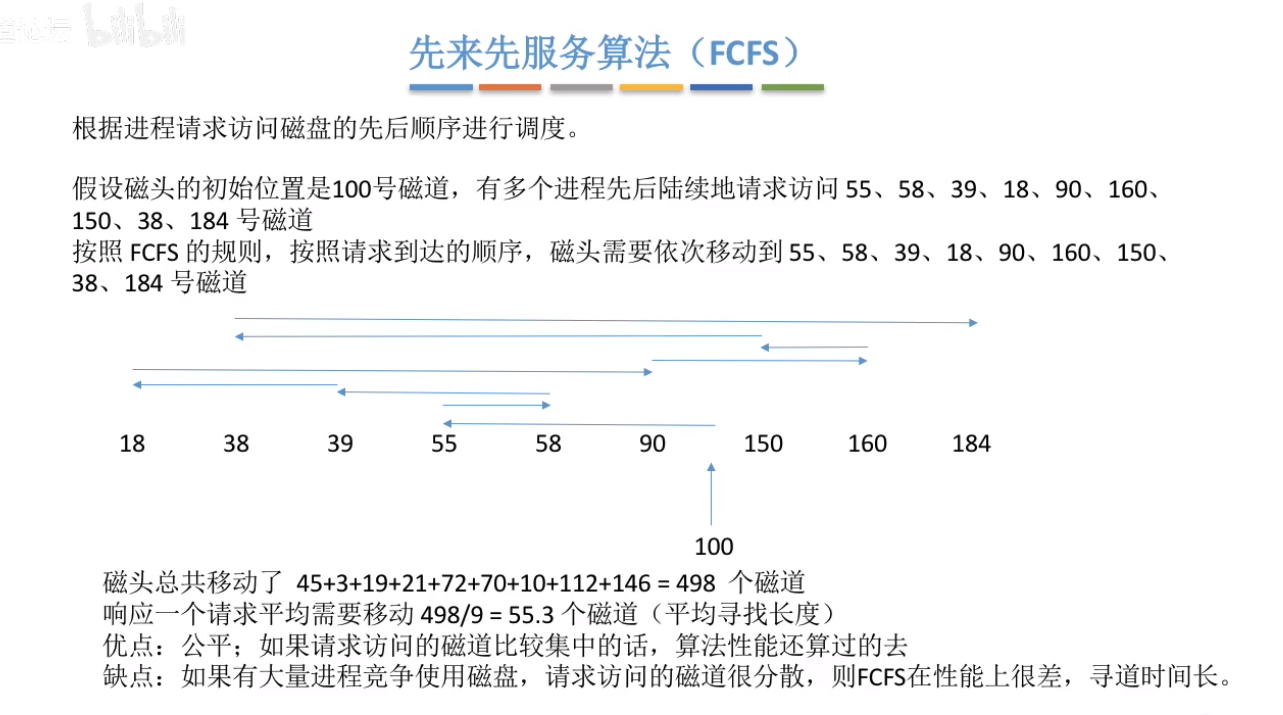 bilibili
先来先服务算法（FCFS）
根据进程请求访问磁盘的先后顺序进行调度。
假设磁头的初始位置是100号磁道，有多个进程先后陆续地请求访问 55、58、39、18、90、160、
150、38、184 号磁道
按照 FCFS 的规则，按照请求到达的顺序，磁头需要依次移动到 55、58、39、18、90、160、150、
38、184 号磁道
18 38 39 55 58 90 150 160 184
100
磁头总共移动了 45+3+19+21+72+70+10+112+146 = 498 个磁道
响应一个请求平均需要移动 498/9 = 55.3 个磁道（平均寻找长度）
优点：公平；如果请求访问的磁道比较集中的话，算法性能还算过的去
缺点：如果有大量进程竞争使用磁盘，请求访问的磁道很分散，则FCFS在性能上很差，寻道时间长。